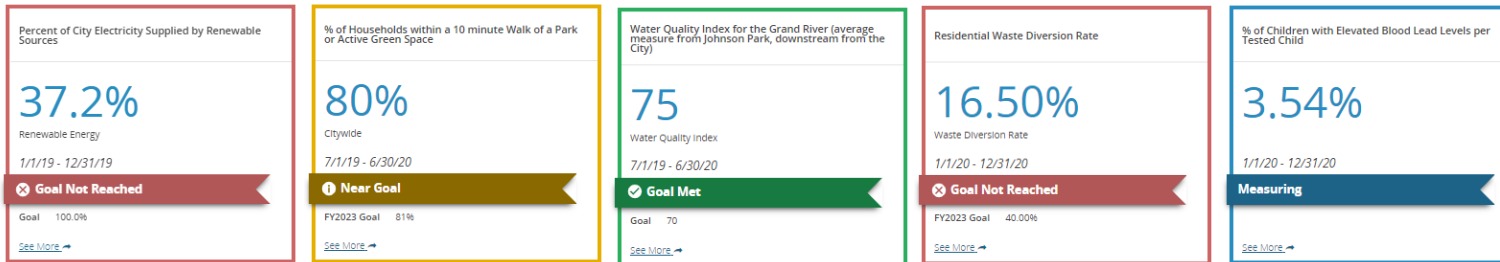 Percent of City Electricity Supplied by Renewable
Sources
37.2%
Renewable Energy
1/1/19 - 12/31/19
Goal Not Reached
Goal 100.0%
See More
% of Households within a 10 minute Walk of a Park
or Active Green Space
80%
Citywide
7/1/19 - 6/30/20
Near Goal
FY2023 Goal 81%
See More
Water Quality Index for the Grand River (average
measure from Johnson Park, downstream from the
City)
75
Water Quality Index
7/1/19 - 6/30/20
Goal Met
Goal 70
See More
Residential Waste Diversion Rate
16.50%
Waste Diversion Rate
1/1/20 - 12/31/20
Goal Not Reached
FY2023 Goal 40.00%
See More
% of Children with Elevated Blood Lead Levels per
Tested Child
3.54%
1/1/20 - 12/31/20
Measuring
See More